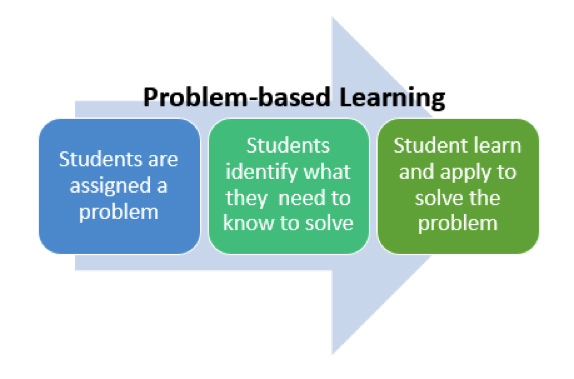 Problem-based Learning
Students are
assigned a
problem
Students
identify what
they need to
know to solve
Student learn
and apply to
solve the
problem